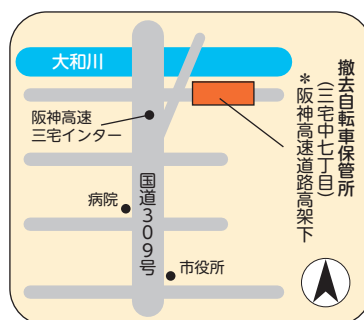 大和川
撤去自転車保管所
（三宅中七丁目）
＊阪神高速道路高架下
阪神高速
三宅インター
国道309号
病院
市役所